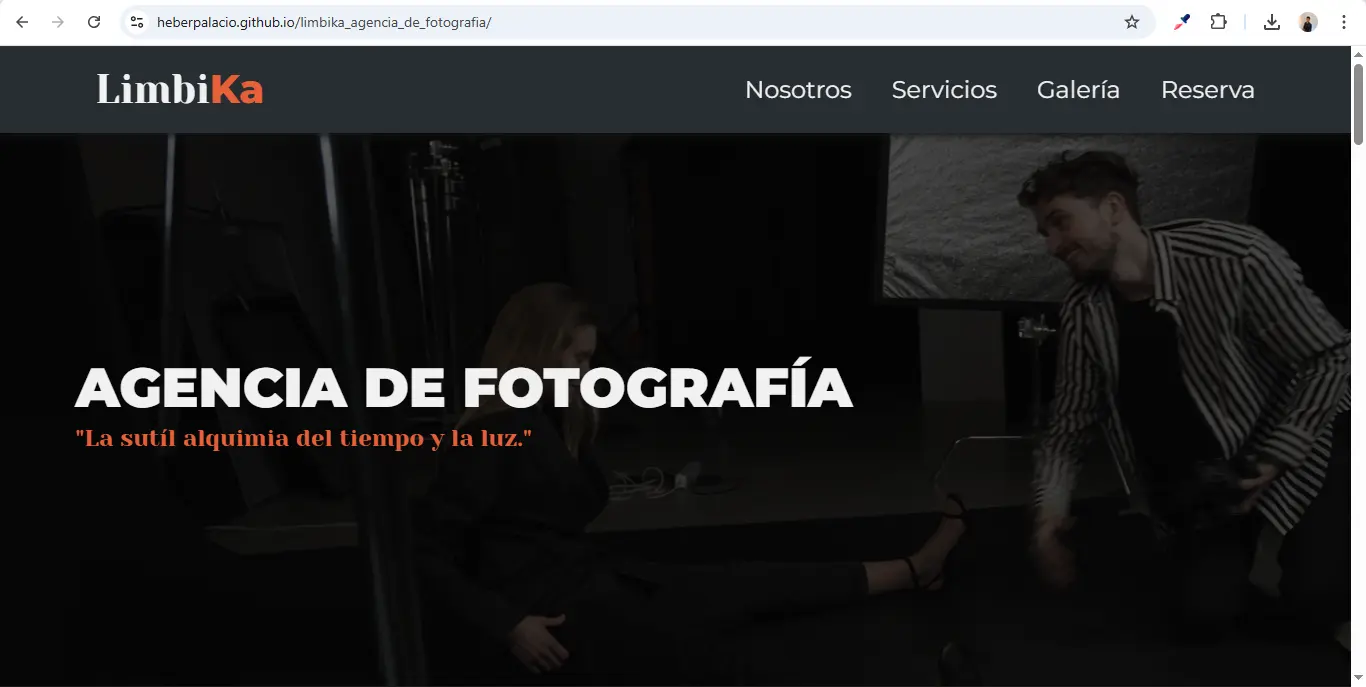 heberpalacio.github.io/limbika_agencia_de_fotografia/
LimbiKa
Nosotros
Servicios
Galería
Reserva
AGENCIA DE FOTOGRAFÍA
"La sutíl alquimia del tiempo y la luz."